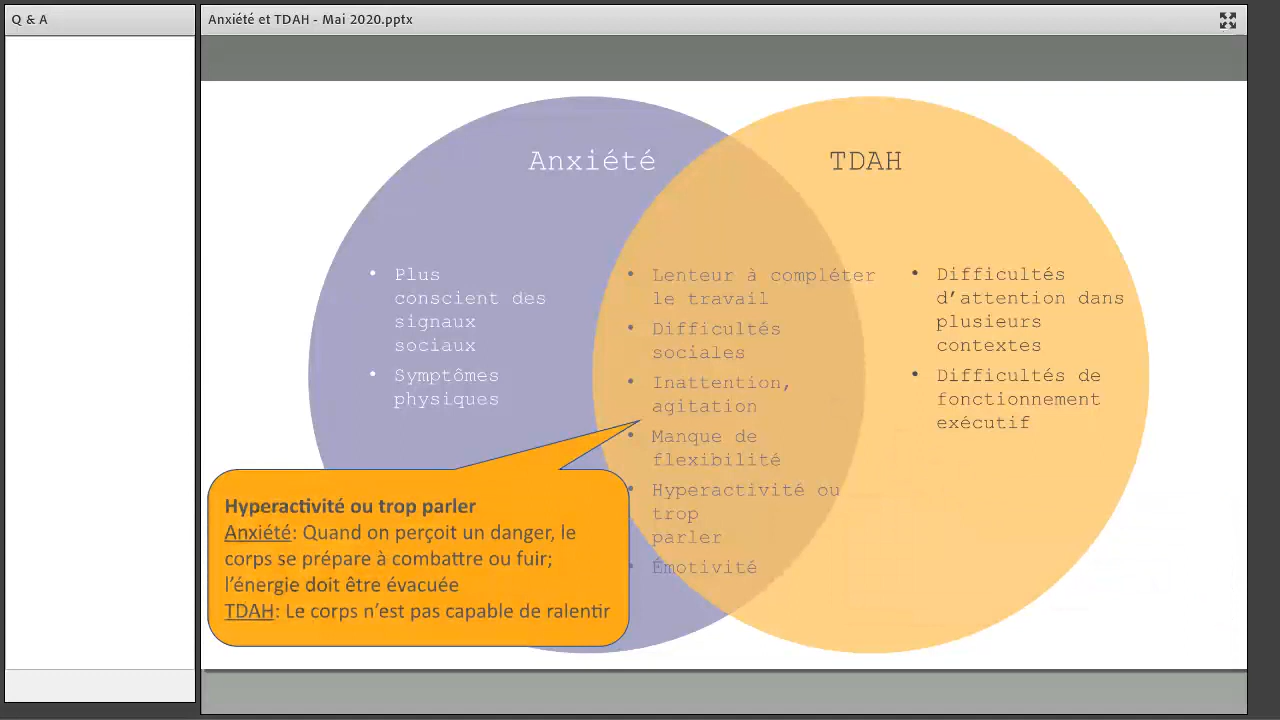 Q & A
Anxiété et TDAH - Mai 2020.pptx
Anxiété
TDAH
• Plus
conscient des
signaux
sociaux
• Symptômes
physiques
• Lenteur à compléter
le travail
• Difficultés
sociales
• Inattention,
agitation
• Manque de
flexibilité
• Hyperactivité ou
trop
parler
• Émotivité
• Difficultés
d’attention dans
plusieurs
contextes
• Difficultés de
fonctionnement
exécutif
Hyperactivité ou trop parler
Anxiété: Quand on perçoit un danger, le
corps se prépare à combattre ou fuir;
l’énergie doit être évacuée
TDAH: Le corps n’est pas capable de ralentir